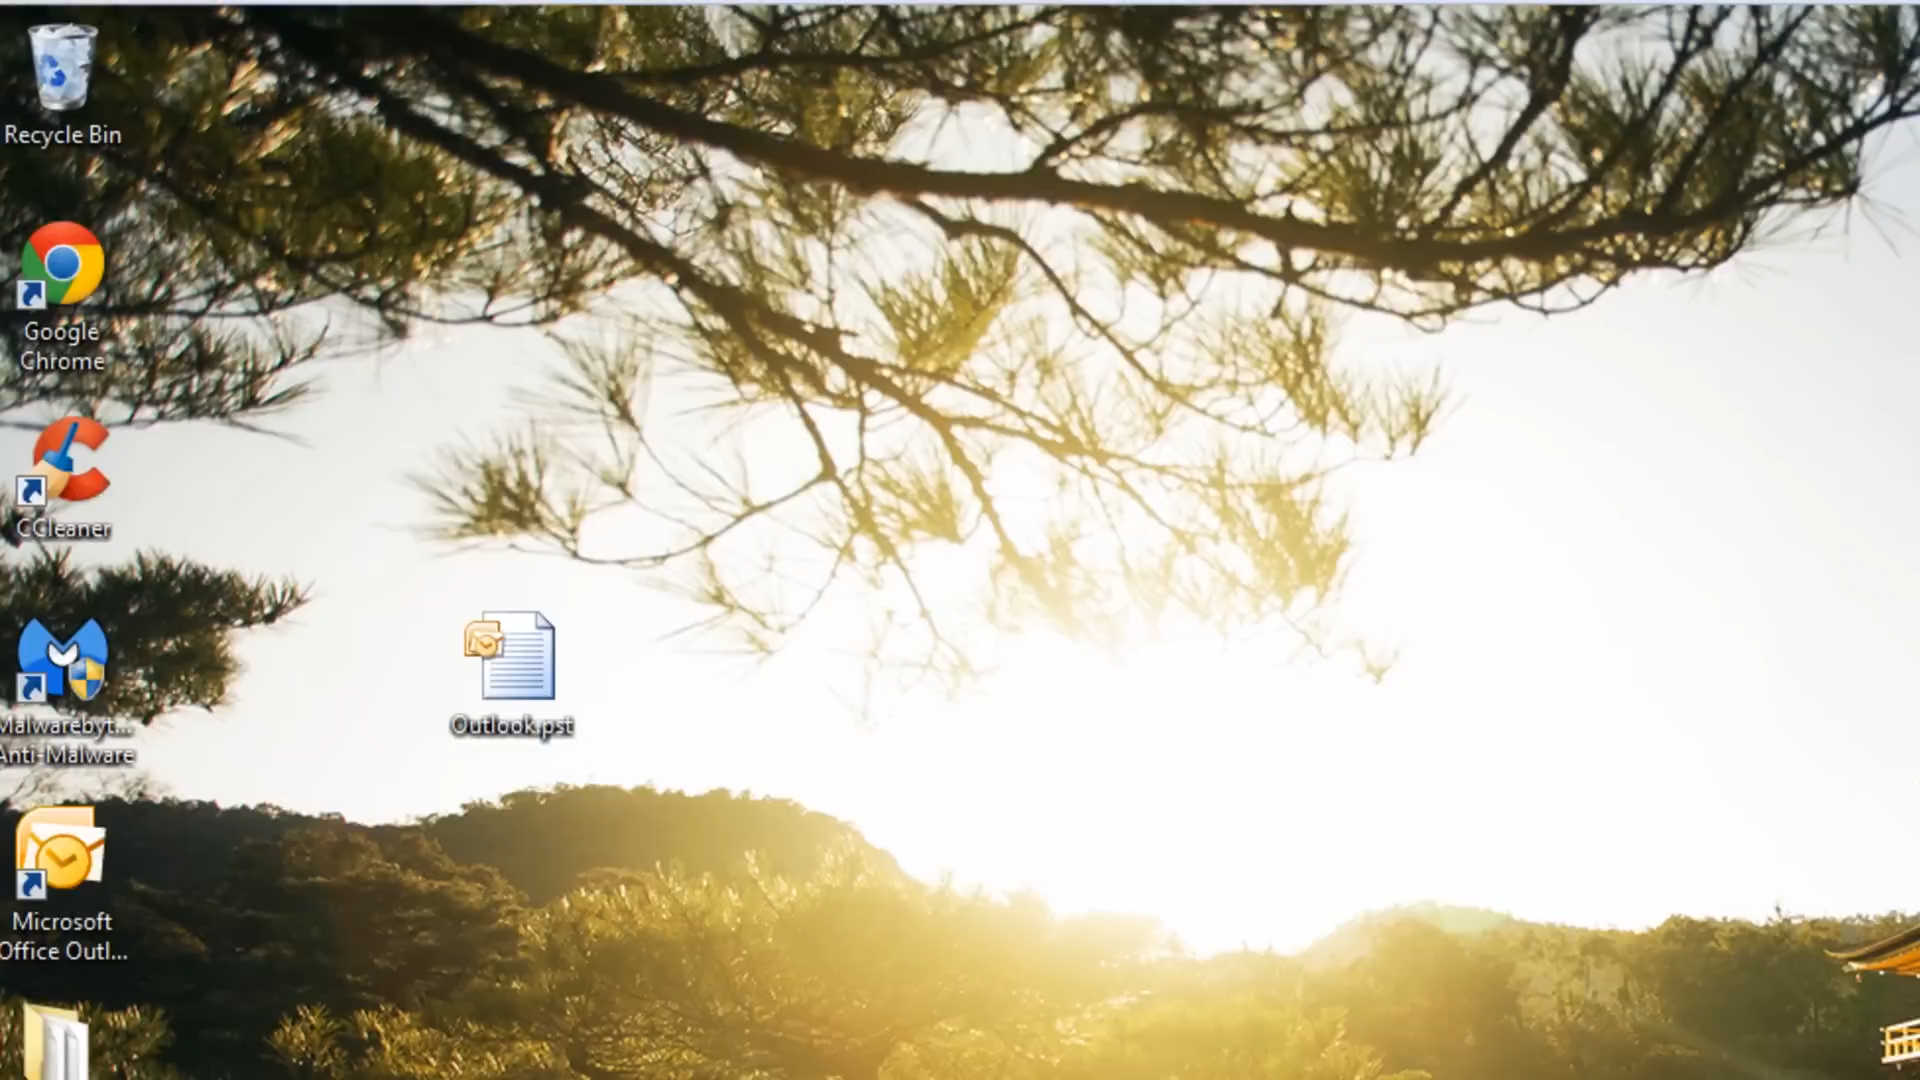 Recycle Bin
Google
Chrome
CCleaner
Malwarebyt...
Anti-Malware
Outlook.pst
Microsoft
Office Outl...